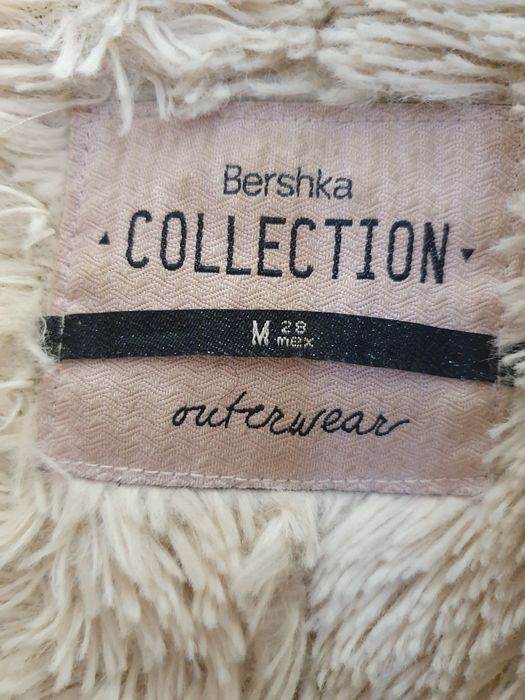 Bershka
COLLECTION
M 28 mex
outerwear